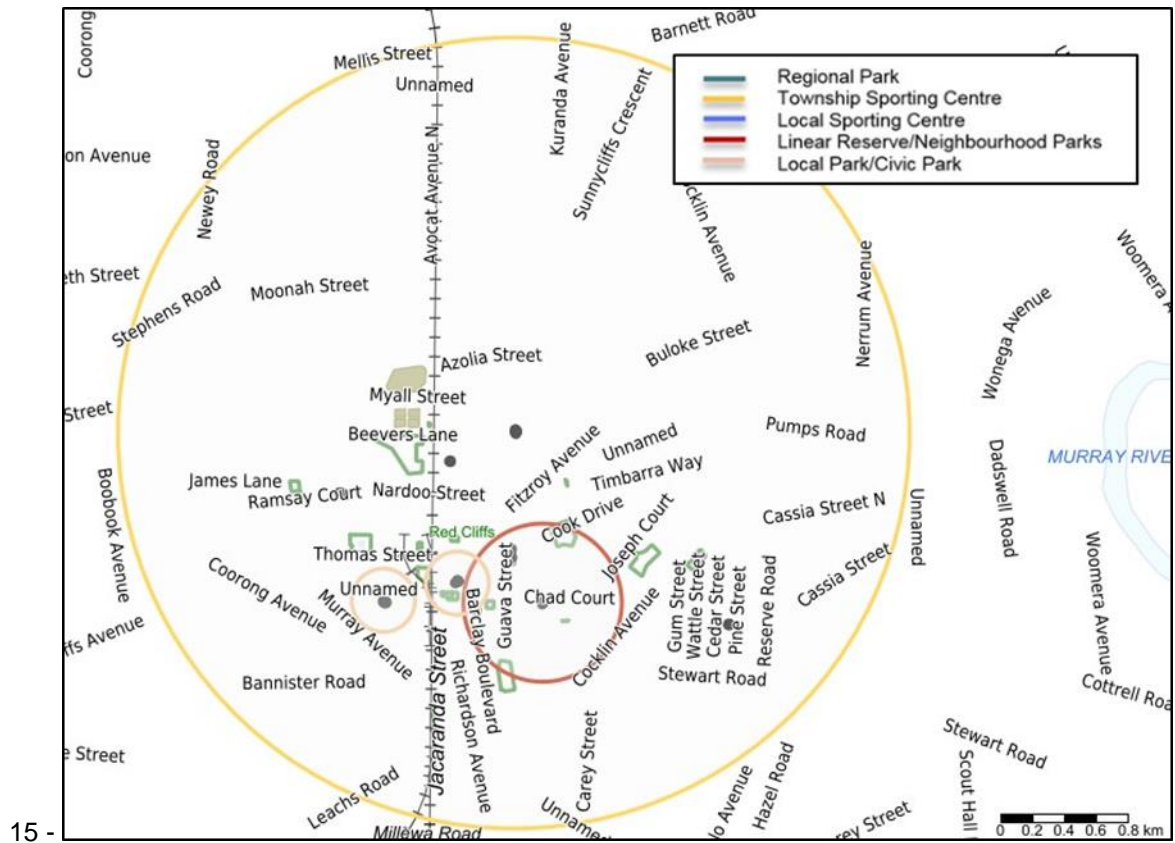 Coorong
Barnett Road
Mellis Street
Unnamed
Kuranda Avenue
Sunnycliffs Crescent
Regional Park
Township Sporting Centre
Local Sporting Centre
Linear Reserve/Neighbourhood Parks
Local Park/Civic Park
on Avenue
Newey Road
Avocat Avenue N
cklin Avenue
Woomera A
eth Street
Stephens Road
Moonah Street
Nerrum Avenue
Wonega Avenue
Azolia Street
Buloke Street
Myall Street
Street
Beevers Lane
Fitzroy Avenue
Unnamed
Pumps Road
MURRAY RIVE
James Lane
Ramsay Court
Nardoo Street
Timbarra Way
Dadswell Road
Boobook Avenue
Cook Drive
Cassia Street N
Unnamed
Red Cliffs
Thomas Street
Joseph Court
Cassia Street
Woomera Avenue
Coorong Avenue
Unnamed
Murray Avenue
Barclay Boulevard
Guava Street
Chad Court
Gum Street
Wattle Street
Cedar Street
Pine Street
Reserve Road
ffs Avenue
Bannister Road
Jacaranda Street
Richardson Avenue
Cocklin Avenue
Stewart Road
Cottrell Roa
e Street
Leachs Road
Carey Street
Hazel Road
Stewart Road
Scout Hall
Millewa Road
Unnamed
lo Avenue
rey Street
0 0.2 0.4 0.6 0.8 km
15 -